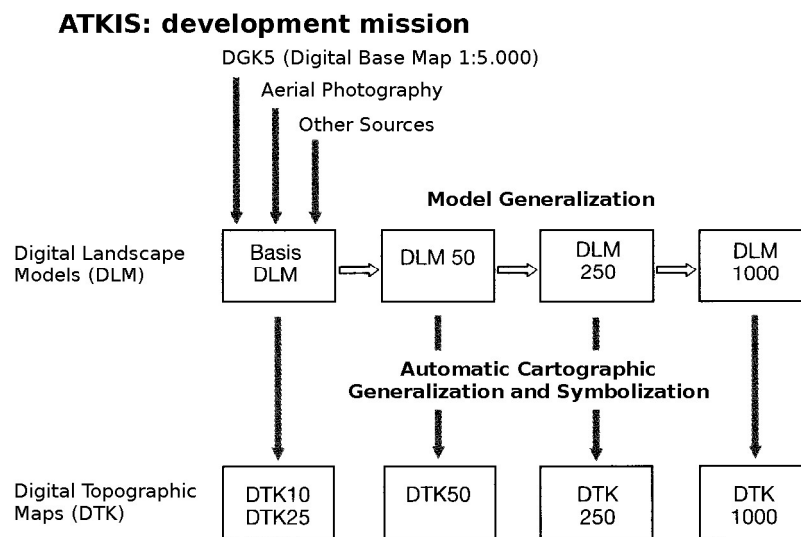 ATKIS: development mission
DGK5 (Digital Base Map 1:5.000)
Aerial Photography
Other Sources
Model Generalization
Digital Landscape
Models (DLM)
Basis
DLM
DLM 50
DLM
250
DLM
1000
Automatic Cartographic
Generalization and Symbolization
Digital Topographic
Maps (DTK)
DTK10
DTK25
DTK50
DTK
250
DTK
1000